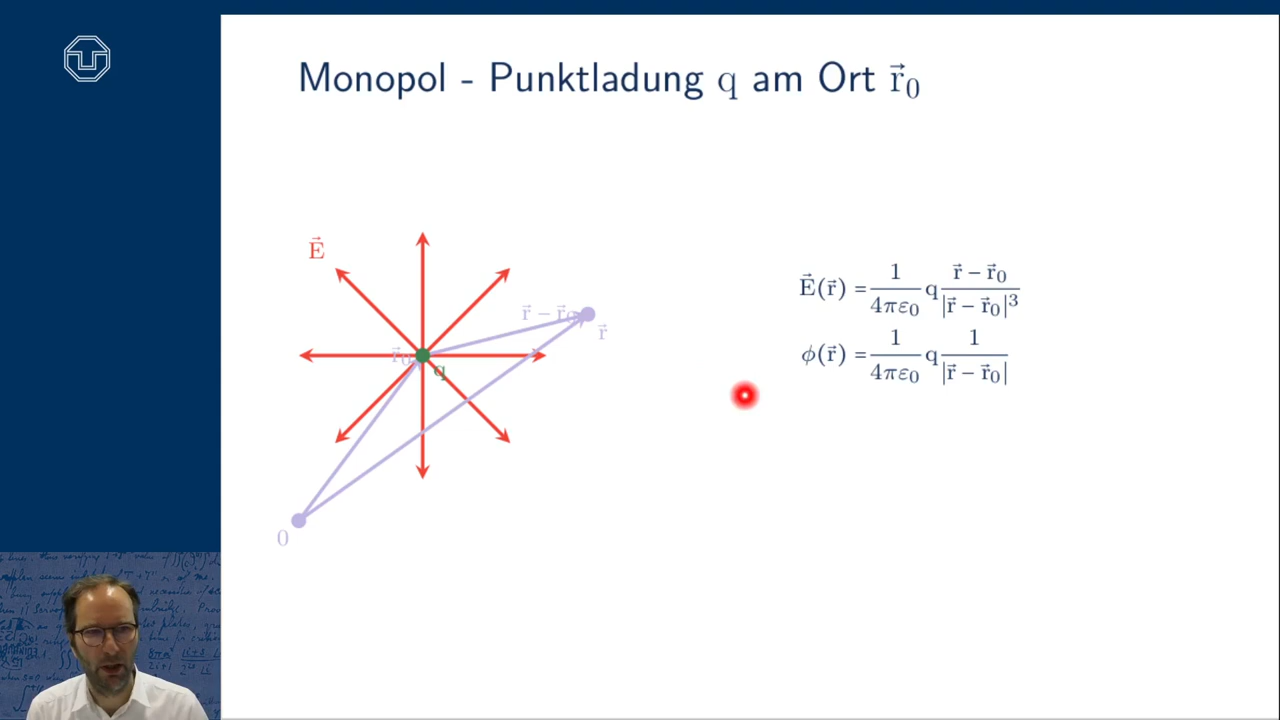 Monopol - Punktladung q am Ort r⃗₀
E⃗
r⃗ − r⃗₀
r⃗
r⃗₀
q
0
E⃗(r⃗) = 1/(4πε₀) q (r⃗ − r⃗₀)/|r⃗ − r⃗₀|³
ϕ(r⃗) = 1/(4πε₀) q 1/|r⃗ − r⃗₀|